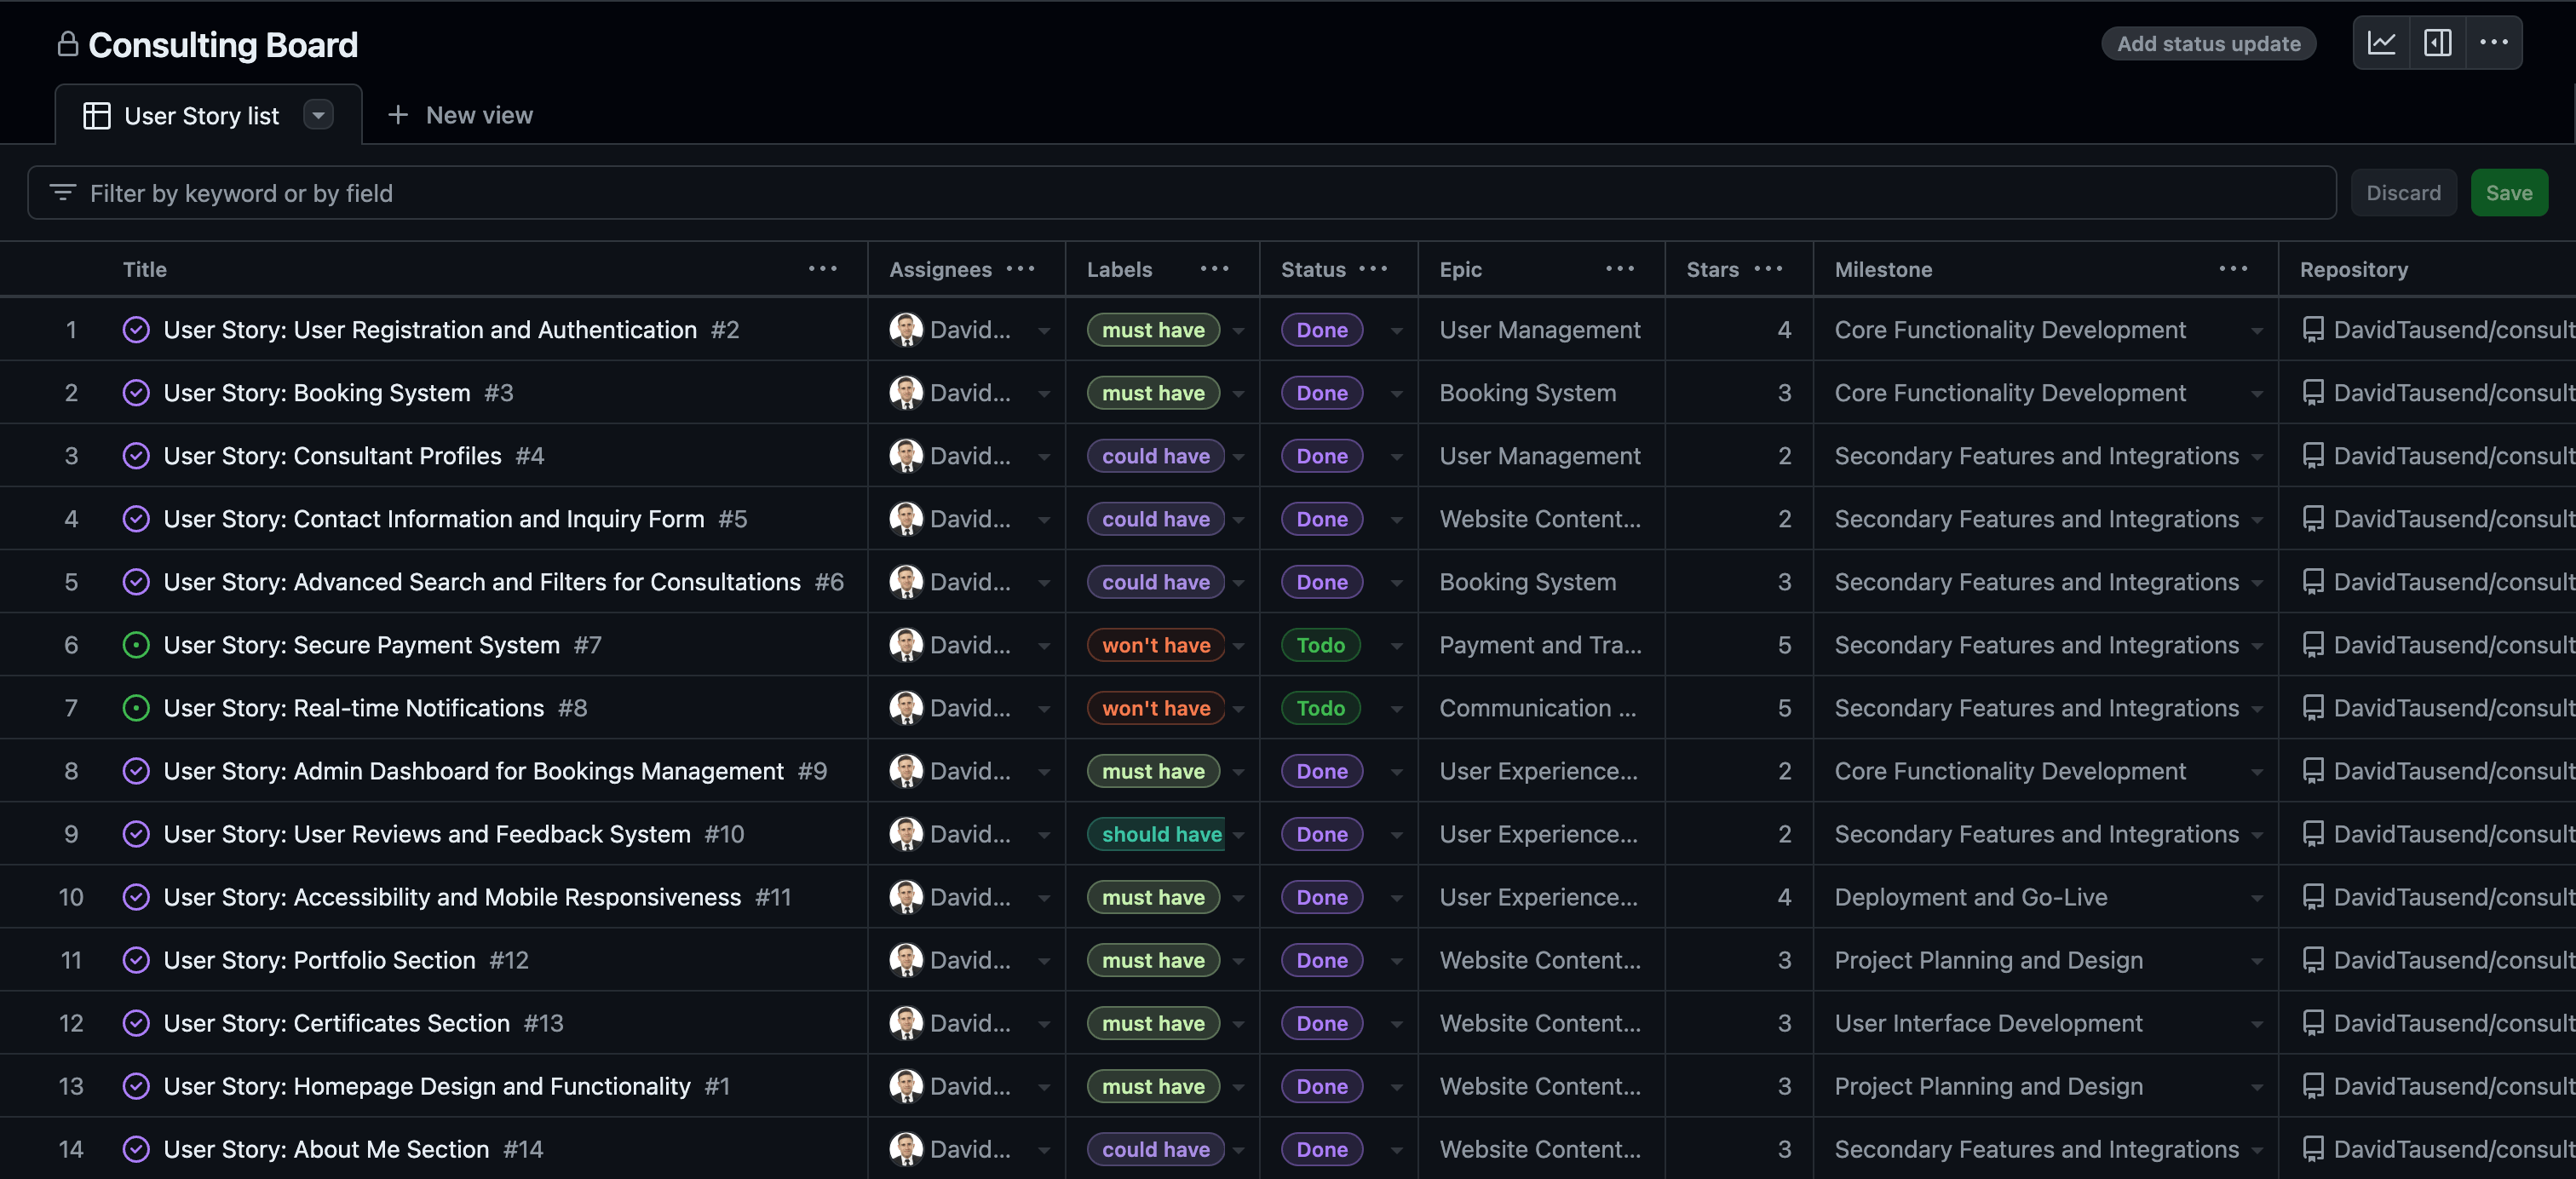 Consulting Board
Add status update
User Story list
New view
Filter by keyword or by field
Discard
Save
Title Assignees Labels Status Epic Stars Milestone Repository
1 User Story: User Registration and Authentication #2 David... must have Done User Management 4 Core Functionality Development DavidTausend/consult
2 User Story: Booking System #3 David... must have Done Booking System 3 Core Functionality Development DavidTausend/consult
3 User Story: Consultant Profiles #4 David... could have Done User Management 2 Secondary Features and Integrations DavidTausend/consult
4 User Story: Contact Information and Inquiry Form #5 David... could have Done Website Content... 2 Secondary Features and Integrations DavidTausend/consult
5 User Story: Advanced Search and Filters for Consultations #6 David... could have Done Booking System 3 Secondary Features and Integrations DavidTausend/consult
6 User Story: Secure Payment System #7 David... won't have Todo Payment and Tra... 5 Secondary Features and Integrations DavidTausend/consult
7 User Story: Real-time Notifications #8 David... won't have Todo Communication ... 5 Secondary Features and Integrations DavidTausend/consult
8 User Story: Admin Dashboard for Bookings Management #9 David... must have Done User Experience... 2 Core Functionality Development DavidTausend/consult
9 User Story: User Reviews and Feedback System #10 David... should have Done User Experience... 2 Secondary Features and Integrations DavidTausend/consult
10 User Story: Accessibility and Mobile Responsiveness #11 David... must have Done User Experience... 4 Deployment and Go-Live DavidTausend/consult
11 User Story: Portfolio Section #12 David... must have Done Website Content... 3 Project Planning and Design DavidTausend/consult
12 User Story: Certificates Section #13 David... must have Done Website Content... 3 User Interface Development DavidTausend/consult
13 User Story: Homepage Design and Functionality #1 David... must have Done Website Content... 3 Project Planning and Design DavidTausend/consult
14 User Story: About Me Section #14 David... could have Done Website Content... 3 Secondary Features and Integrations DavidTausend/consult